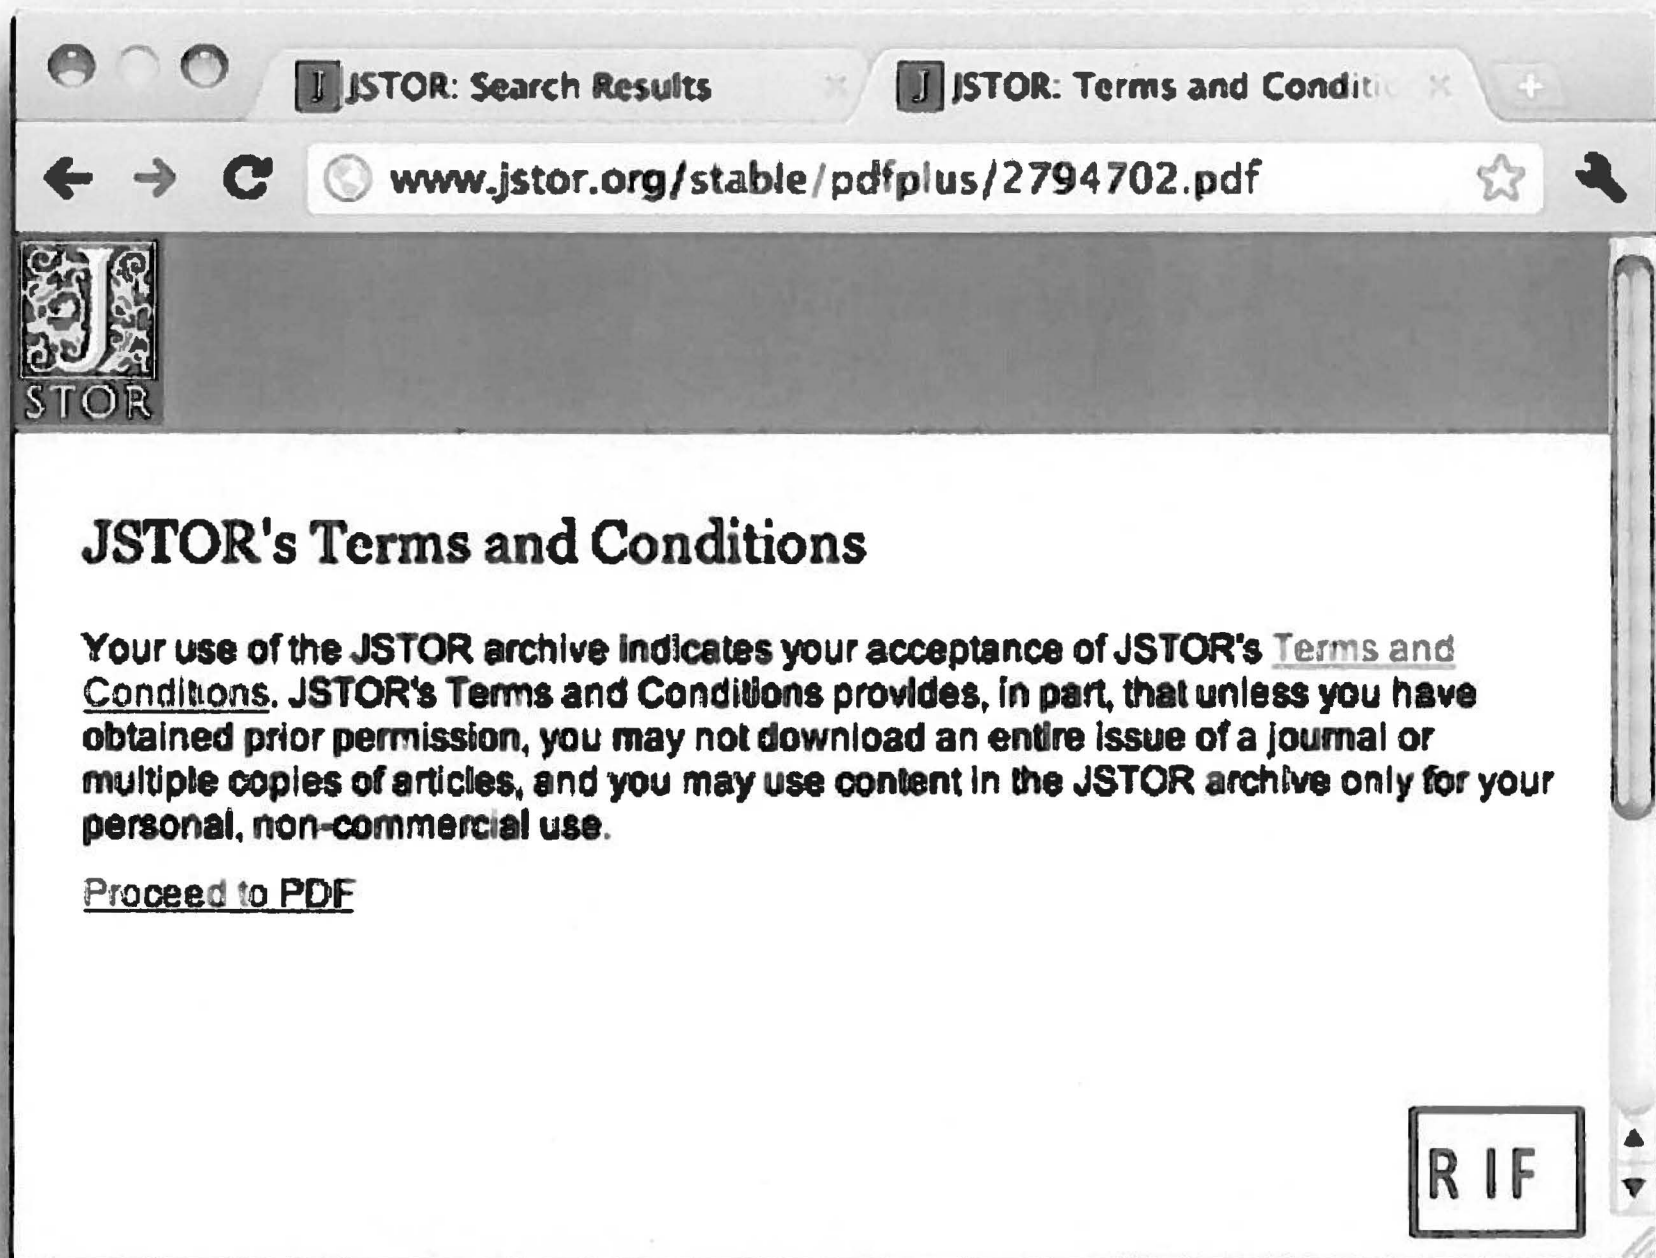 JSTOR: Search Results
JSTOR: Terms and Conditi
www.jstor.org/stable/pdfplus/2794702.pdf
J
STOR
JSTOR's Terms and Conditions
Your use of the JSTOR archive indicates your acceptance of JSTOR's Terms and
Conditions. JSTOR's Terms and Conditions provides, in part, that unless you have
obtained prior permission, you may not download an entire issue of a journal or
multiple copies of articles, and you may use content in the JSTOR archive only for your
personal, non-commercial use.
Proceed to PDF
R I F